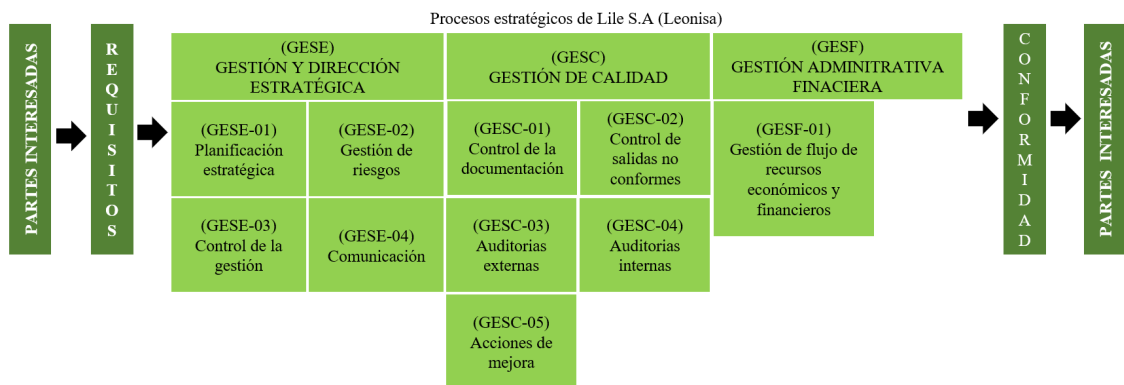 Procesos estratégicos de Lile S.A (Leonisa)
PARTES INTERESADAS
REQUISITOS
(GESE)
GESTIÓN Y DIRECCIÓN
ESTRATÉGICA
(GESC)
GESTIÓN DE CALIDAD
(GESF)
GESTIÓN ADMINITRATIVA
FINACIERA
(GESE-01)
Planificación
estratégica
(GESE-02)
Gestión de
riesgos
(GESC-01)
Control de la
documentación
(GESC-02)
Control de
salidas no
conformes
(GESF-01)
Gestión de flujo de
recursos
económicos y
financieros
(GESE-03)
Control de la
gestión
(GESE-04)
Comunicación
(GESC-03)
Auditorias
externas
(GESC-04)
Auditorias
internas
(GESC-05)
Acciones de
mejora
CONFORMIDAD
PARTES INTERESADAS